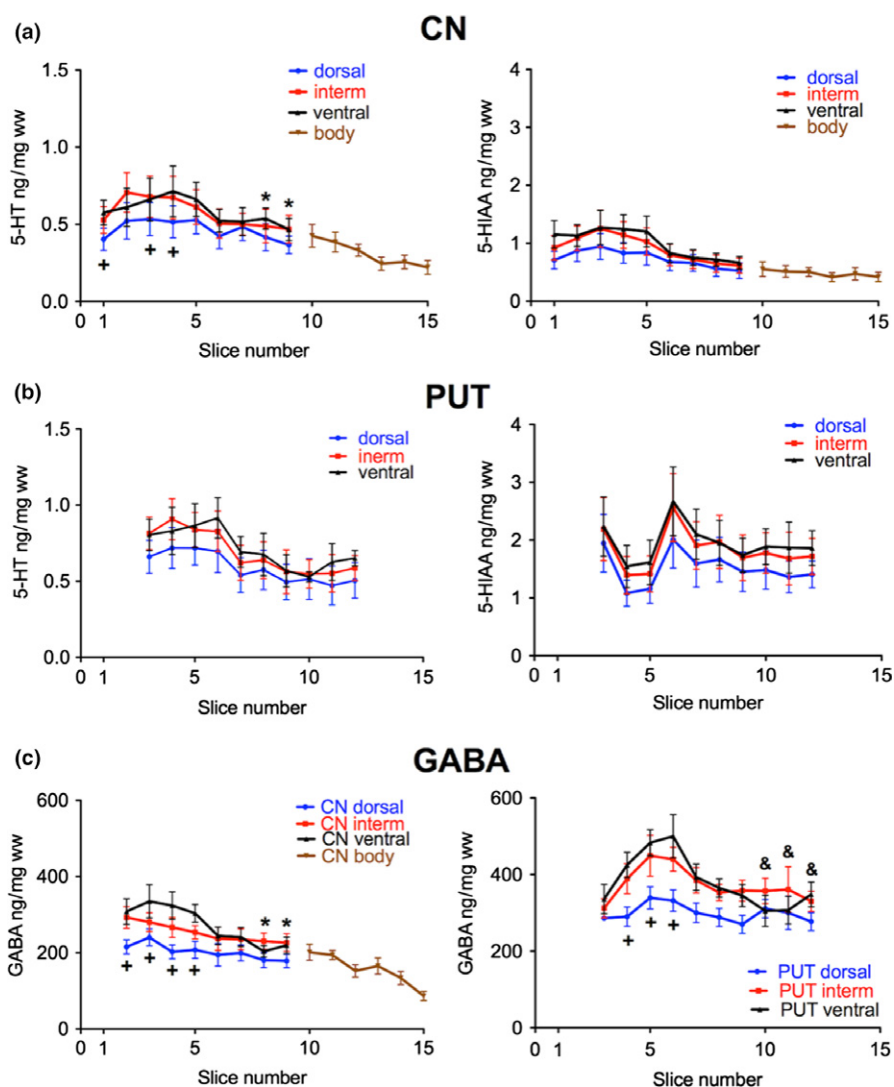 (a)
CN
5-HT ng/mg ww
1.5
1.0
0.5
0.0
dorsal
interm
ventral
body
*
*
+
+
+
0 1 5 10 15
Slice number
5-HIAA ng/mg ww
4
3
2
1
0
dorsal
interm
ventral
body
0 1 5 10 15
Slice number
(b)
PUT
5-HT ng/mg ww
1.5
1.0
0.5
0.0
dorsal
inerm
ventral
0 1 5 10 15
Slice number
5-HIAA ng/mg ww
4
3
2
1
0
dorsal
interm
ventral
0 1 5 10 15
Slice number
(c)
GABA
GABA ng/mg ww
600
400
200
0
CN dorsal
CN interm
CN ventral
CN body
*
*
+
+
+
+
0 1 5 10 15
Slice number
GABA ng/mg ww
600
400
200
0
&
&
&
+
+
+
PUT dorsal
PUT interm
PUT ventral
0 1 5 10 15
Slice number